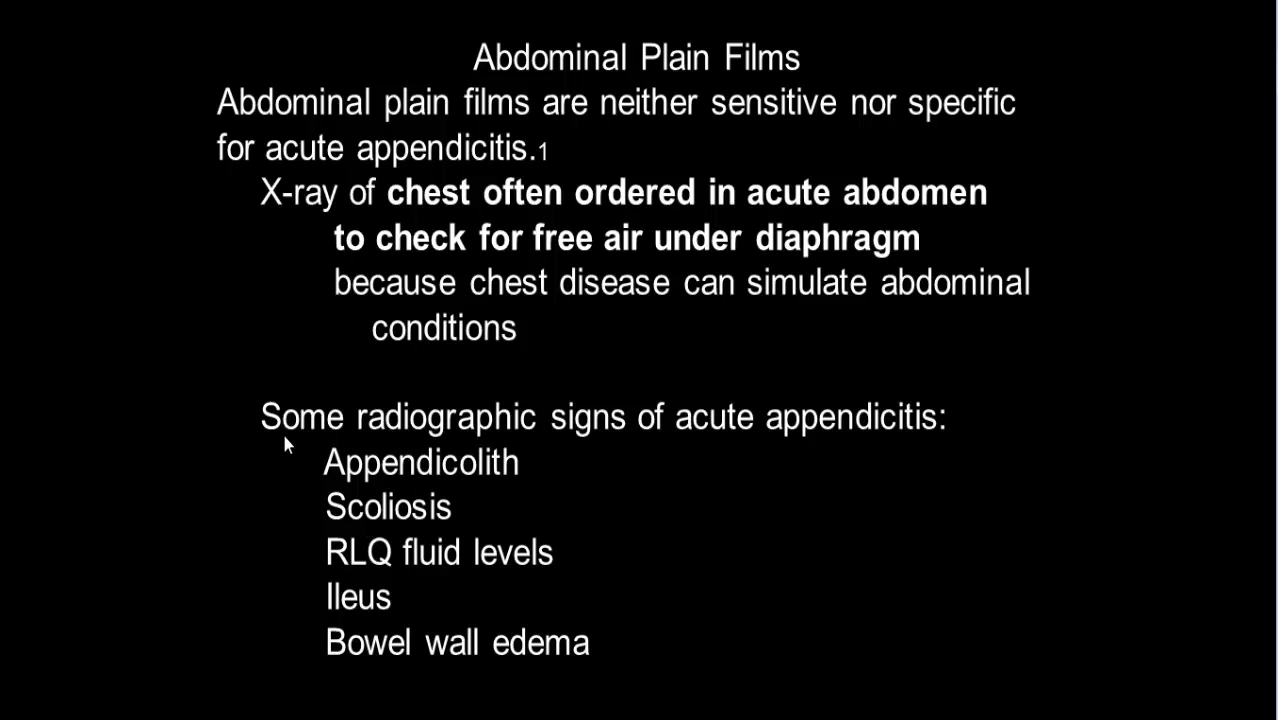 Abdominal Plain Films
Abdominal plain films are neither sensitive nor specific
for acute appendicitis.1
X-ray of chest often ordered in acute abdomen
to check for free air under diaphragm
because chest disease can simulate abdominal
conditions
Some radiographic signs of acute appendicitis:
Appendicolith
Scoliosis
RLQ fluid levels
Ileus
Bowel wall edema